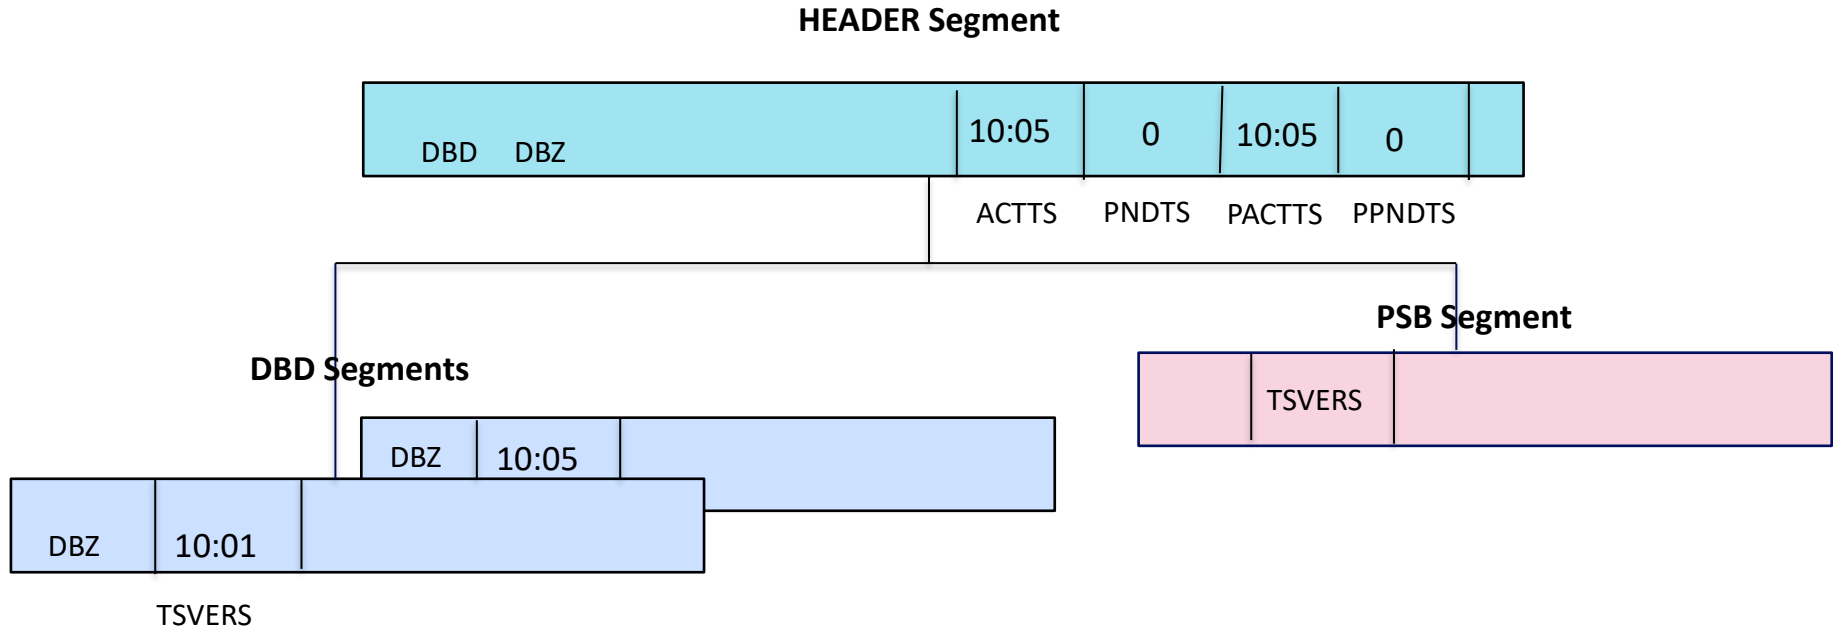 HEADER Segment
DBD DBZ 10:05 0 10:05 0
ACTTS PNDTS PACTTS PPNDTS
PSB Segment
DBD Segments
TSVERS
DBZ 10:05
DBZ 10:01
TSVERS